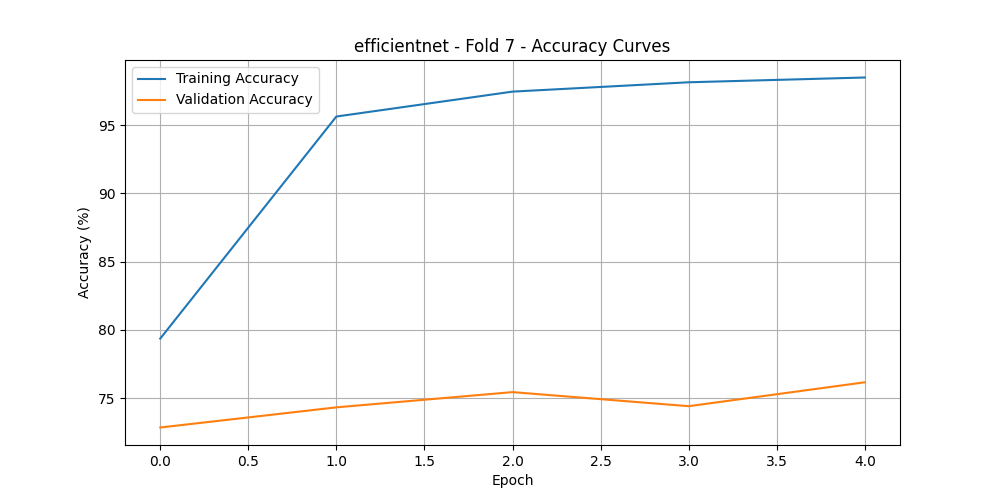 efficientnet - Fold 7 - Accuracy Curves
Training Accuracy
Validation Accuracy
Accuracy (%)
95
90
85
80
75
0.0 0.5 1.0 1.5 2.0 2.5 3.0 3.5 4.0
Epoch